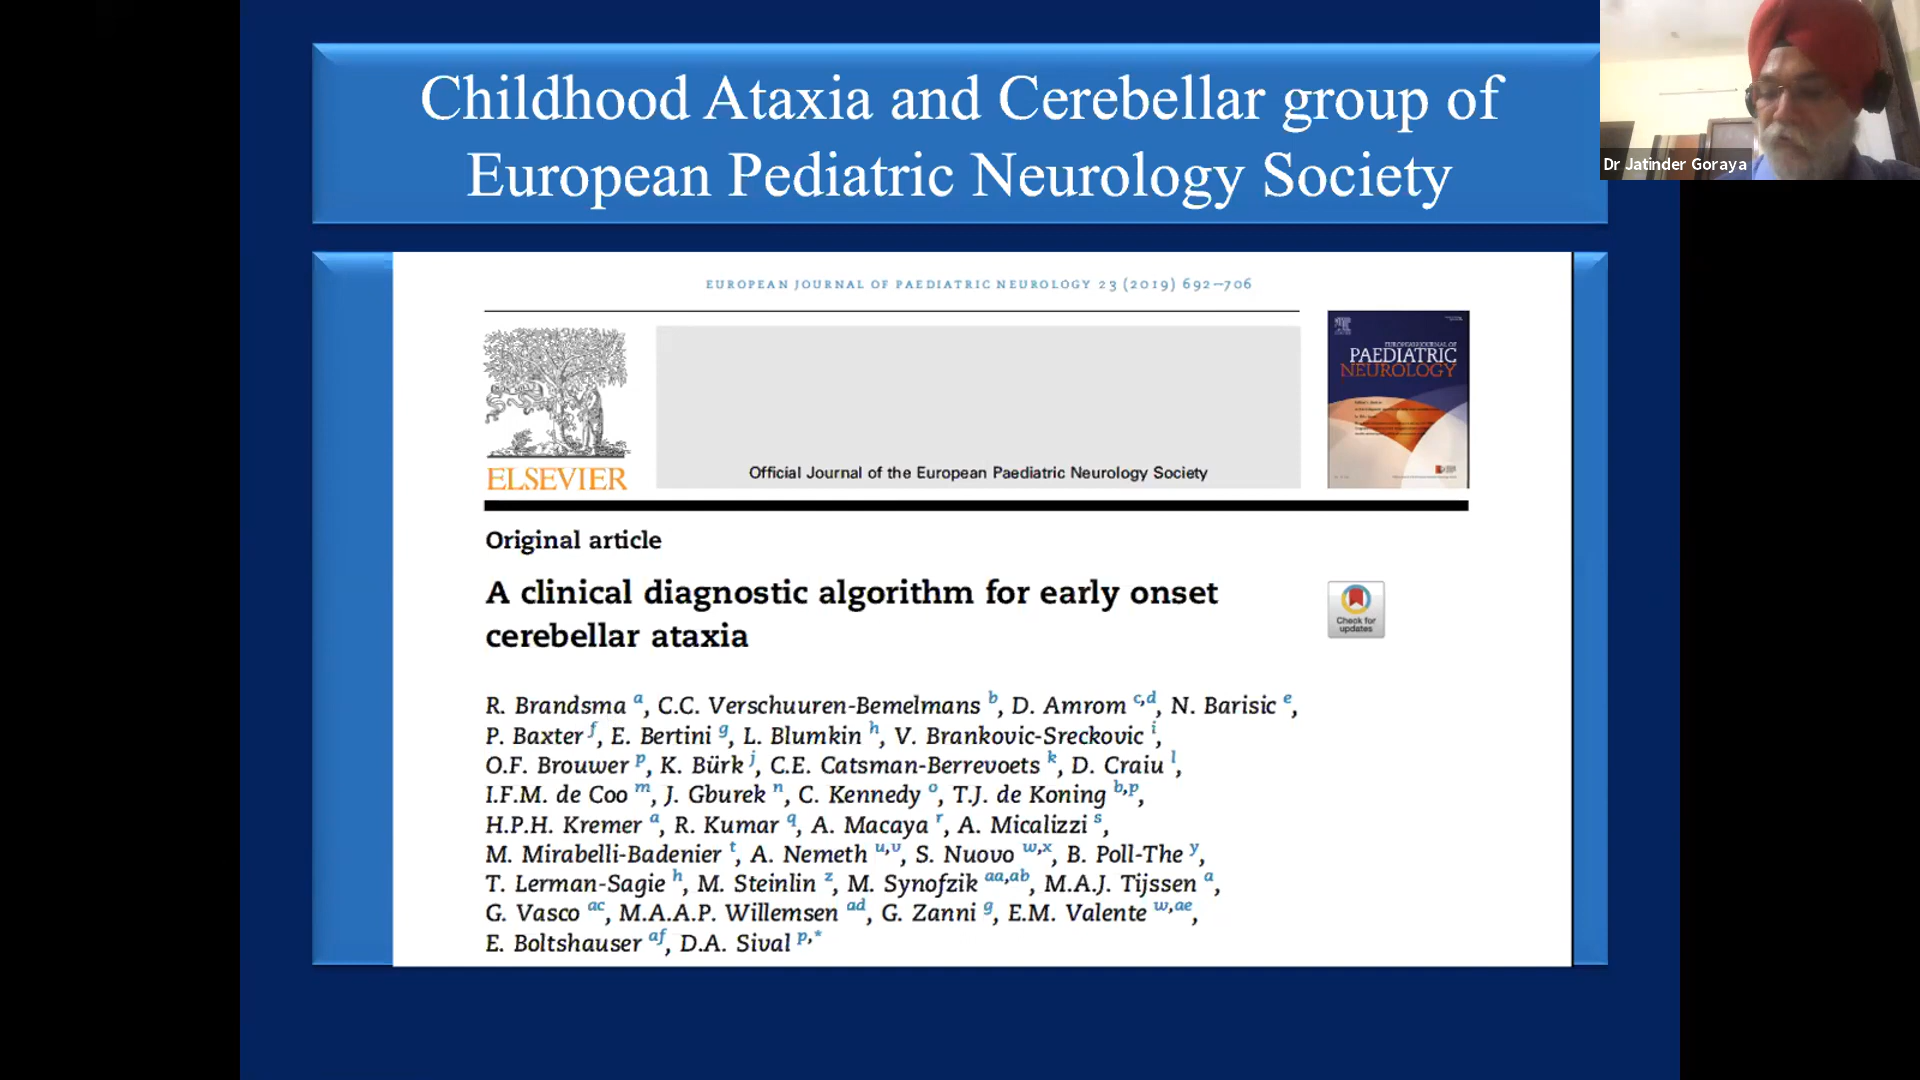 Childhood Ataxia and Cerebellar group of
European Pediatric Neurology Society
Dr Jatinder Goraya
EUROPEAN JOURNAL OF PAEDIATRIC NEUROLOGY 23 (2019) 692–706
ELSEVIER
Official Journal of the European Paediatric Neurology Society
EUROPEAN JOURNAL OF
PAEDIATRIC
NEUROLOGY
Original article
A clinical diagnostic algorithm for early onset
cerebellar ataxia
Check for
updates
R. Brandsma a, C.C. Verschuuren-Bemelmans b, D. Amrom c,d, N. Barisic e,
P. Baxter f, E. Bertini g, L. Blumkin h, V. Brankovic-Sreckovic i,
O.F. Brouwer p, K. Bürk j, C.E. Catsman-Berrevoets k, D. Craiu l,
I.F.M. de Coo m, J. Gburek n, C. Kennedy o, T.J. de Koning b,p,
H.P.H. Kremer a, R. Kumar q, A. Macaya r, A. Micalizzi s,
M. Mirabelli-Badenier t, A. Nemeth u,v, S. Nuovo w,x, B. Poll-The y,
T. Lerman-Sagie h, M. Steinlin z, M. Synofzik aa,ab, M.A.J. Tijssen a,
G. Vasco ac, M.A.A.P. Willemsen ad, G. Zanni g, E.M. Valente w,ae,
E. Boltshauser af, D.A. Sival p,*